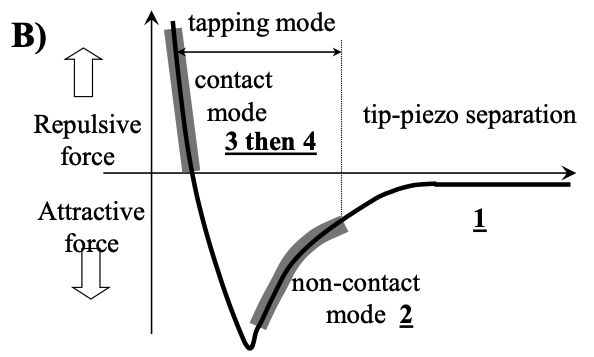 B)
tapping mode
contact
mode
3 then 4
tip-piezo separation
Repulsive
force
Attractive
force
1
non-contact
mode 2